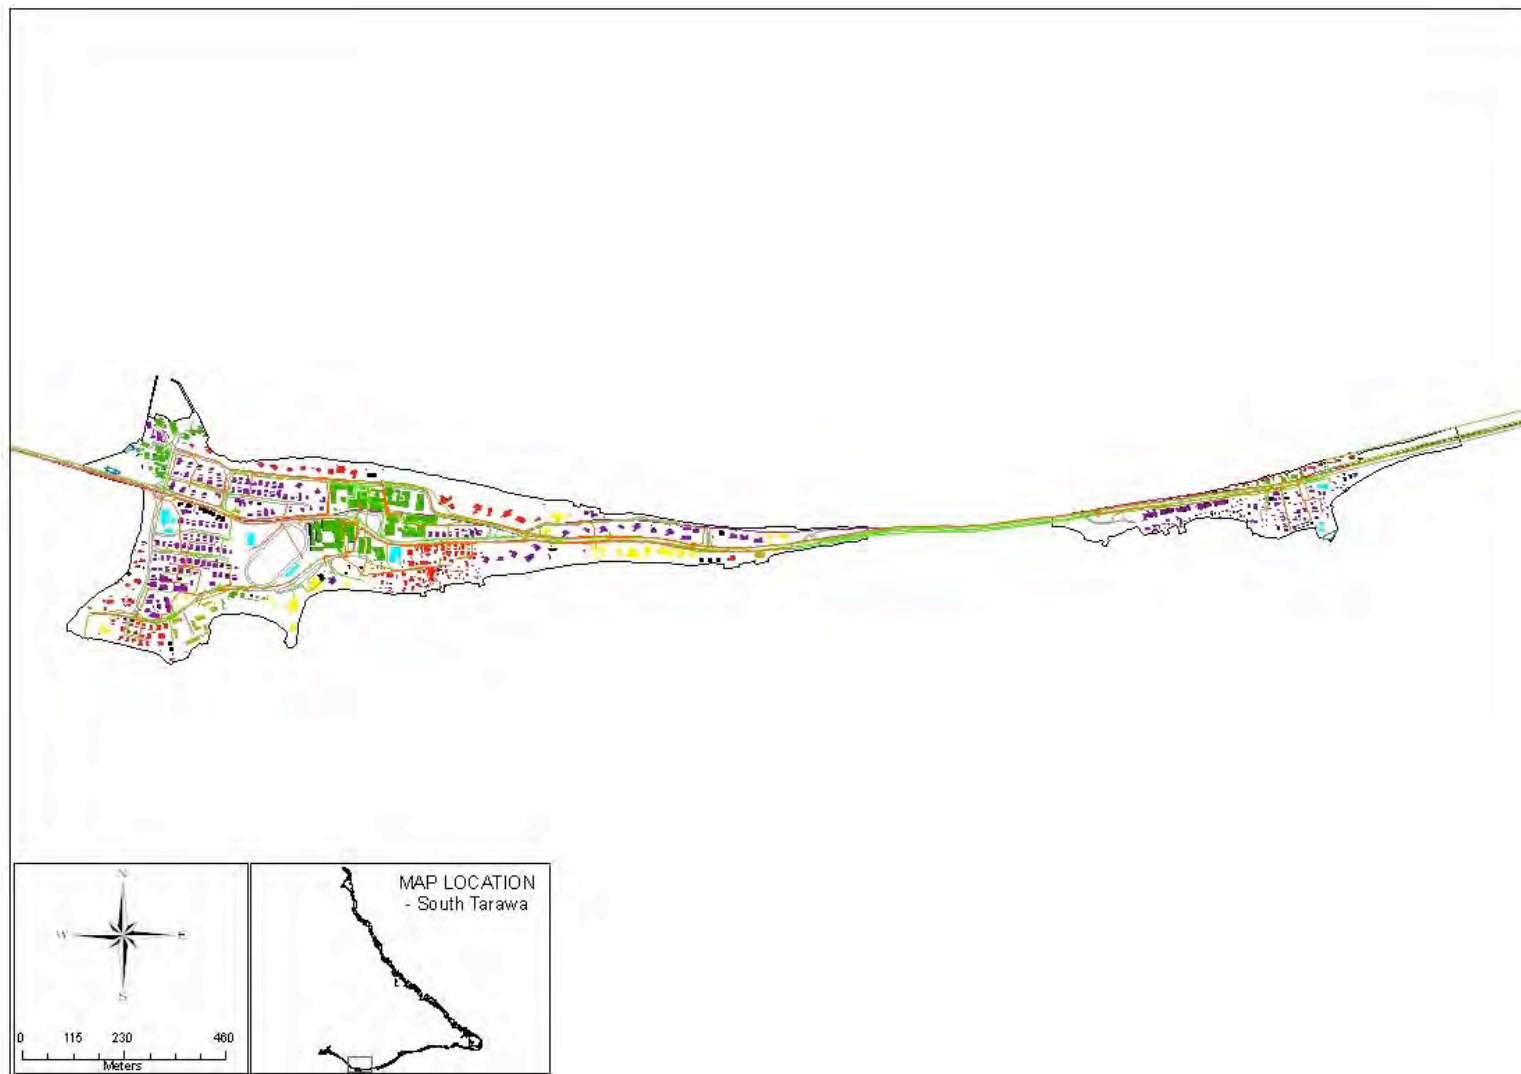 N
W E
S
0 115 230 460
Meters
MAP LOCATION
- South Tarawa